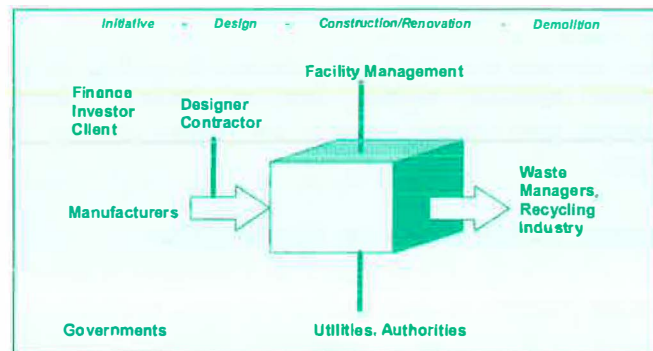 Initiative - Design - Construction/Renovation - Demolition
Facility Management
Finance
Investor
Client
Designer
Contractor
Manufacturers
Waste
Managers,
Recycling
Industry
Governments
Utilities, Authorities